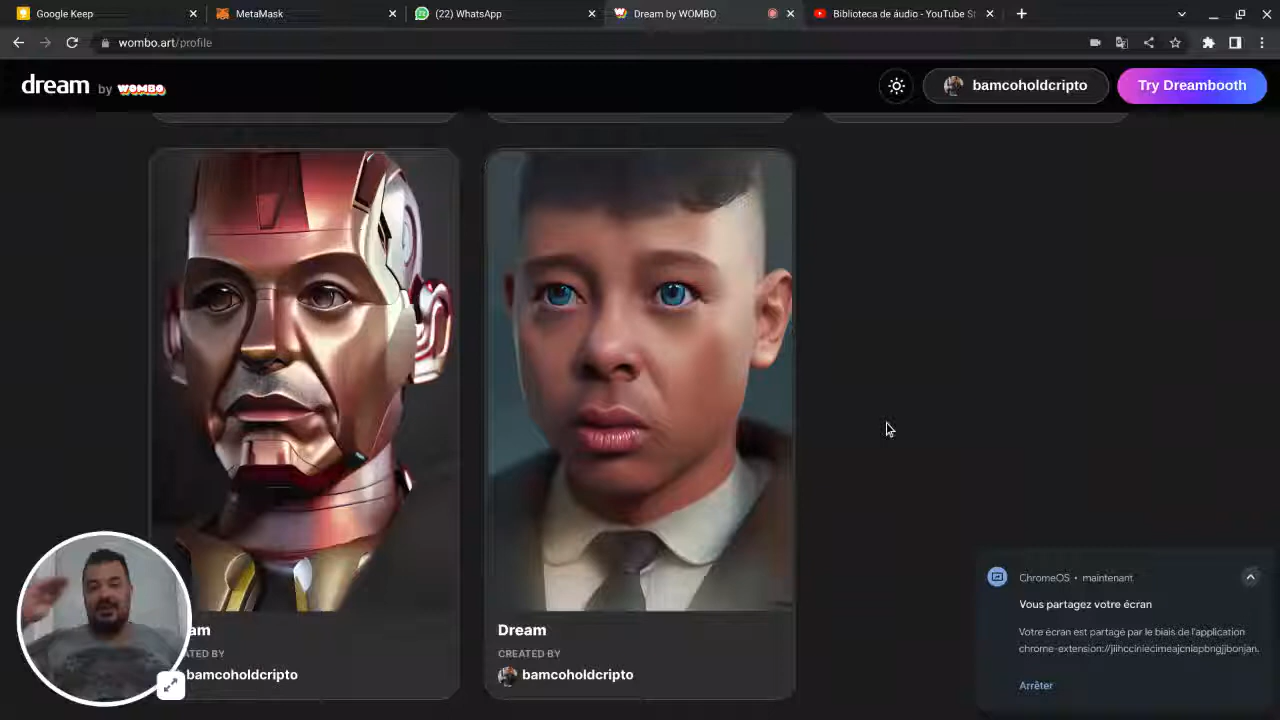 Google Keep
MetaMask
(22) WhatsApp
Dream by WOMBO
Biblioteca de áudio - YouTube St
wombo.art/profile
dream by WOMBO
bamcoholdcripto
Try Dreambooth
am
ATED BY
bamcoholdcripto
Dream
CREATED BY
bamcoholdcripto
ChromeOS • maintenant
Vous partagez votre écran
Votre écran est partagé par le biais de l'application
chrome-extension://jiihcciniecimeajcniapbngjjbonjan.
Arrêter